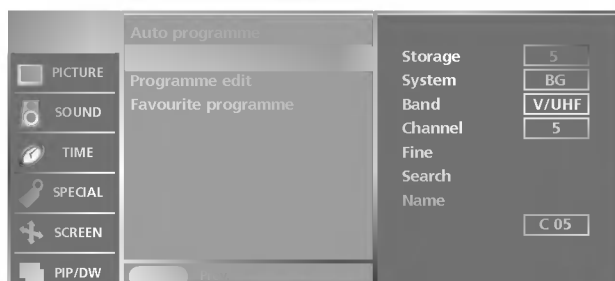 PICTURE
SOUND
TIME
SPECIAL
SCREEN
PIP/DW
Auto programme
Programme edit
Favourite programme
Storage 5
System BG
Band V/UHF
Channel 5
Fine
Search
Name
C 05